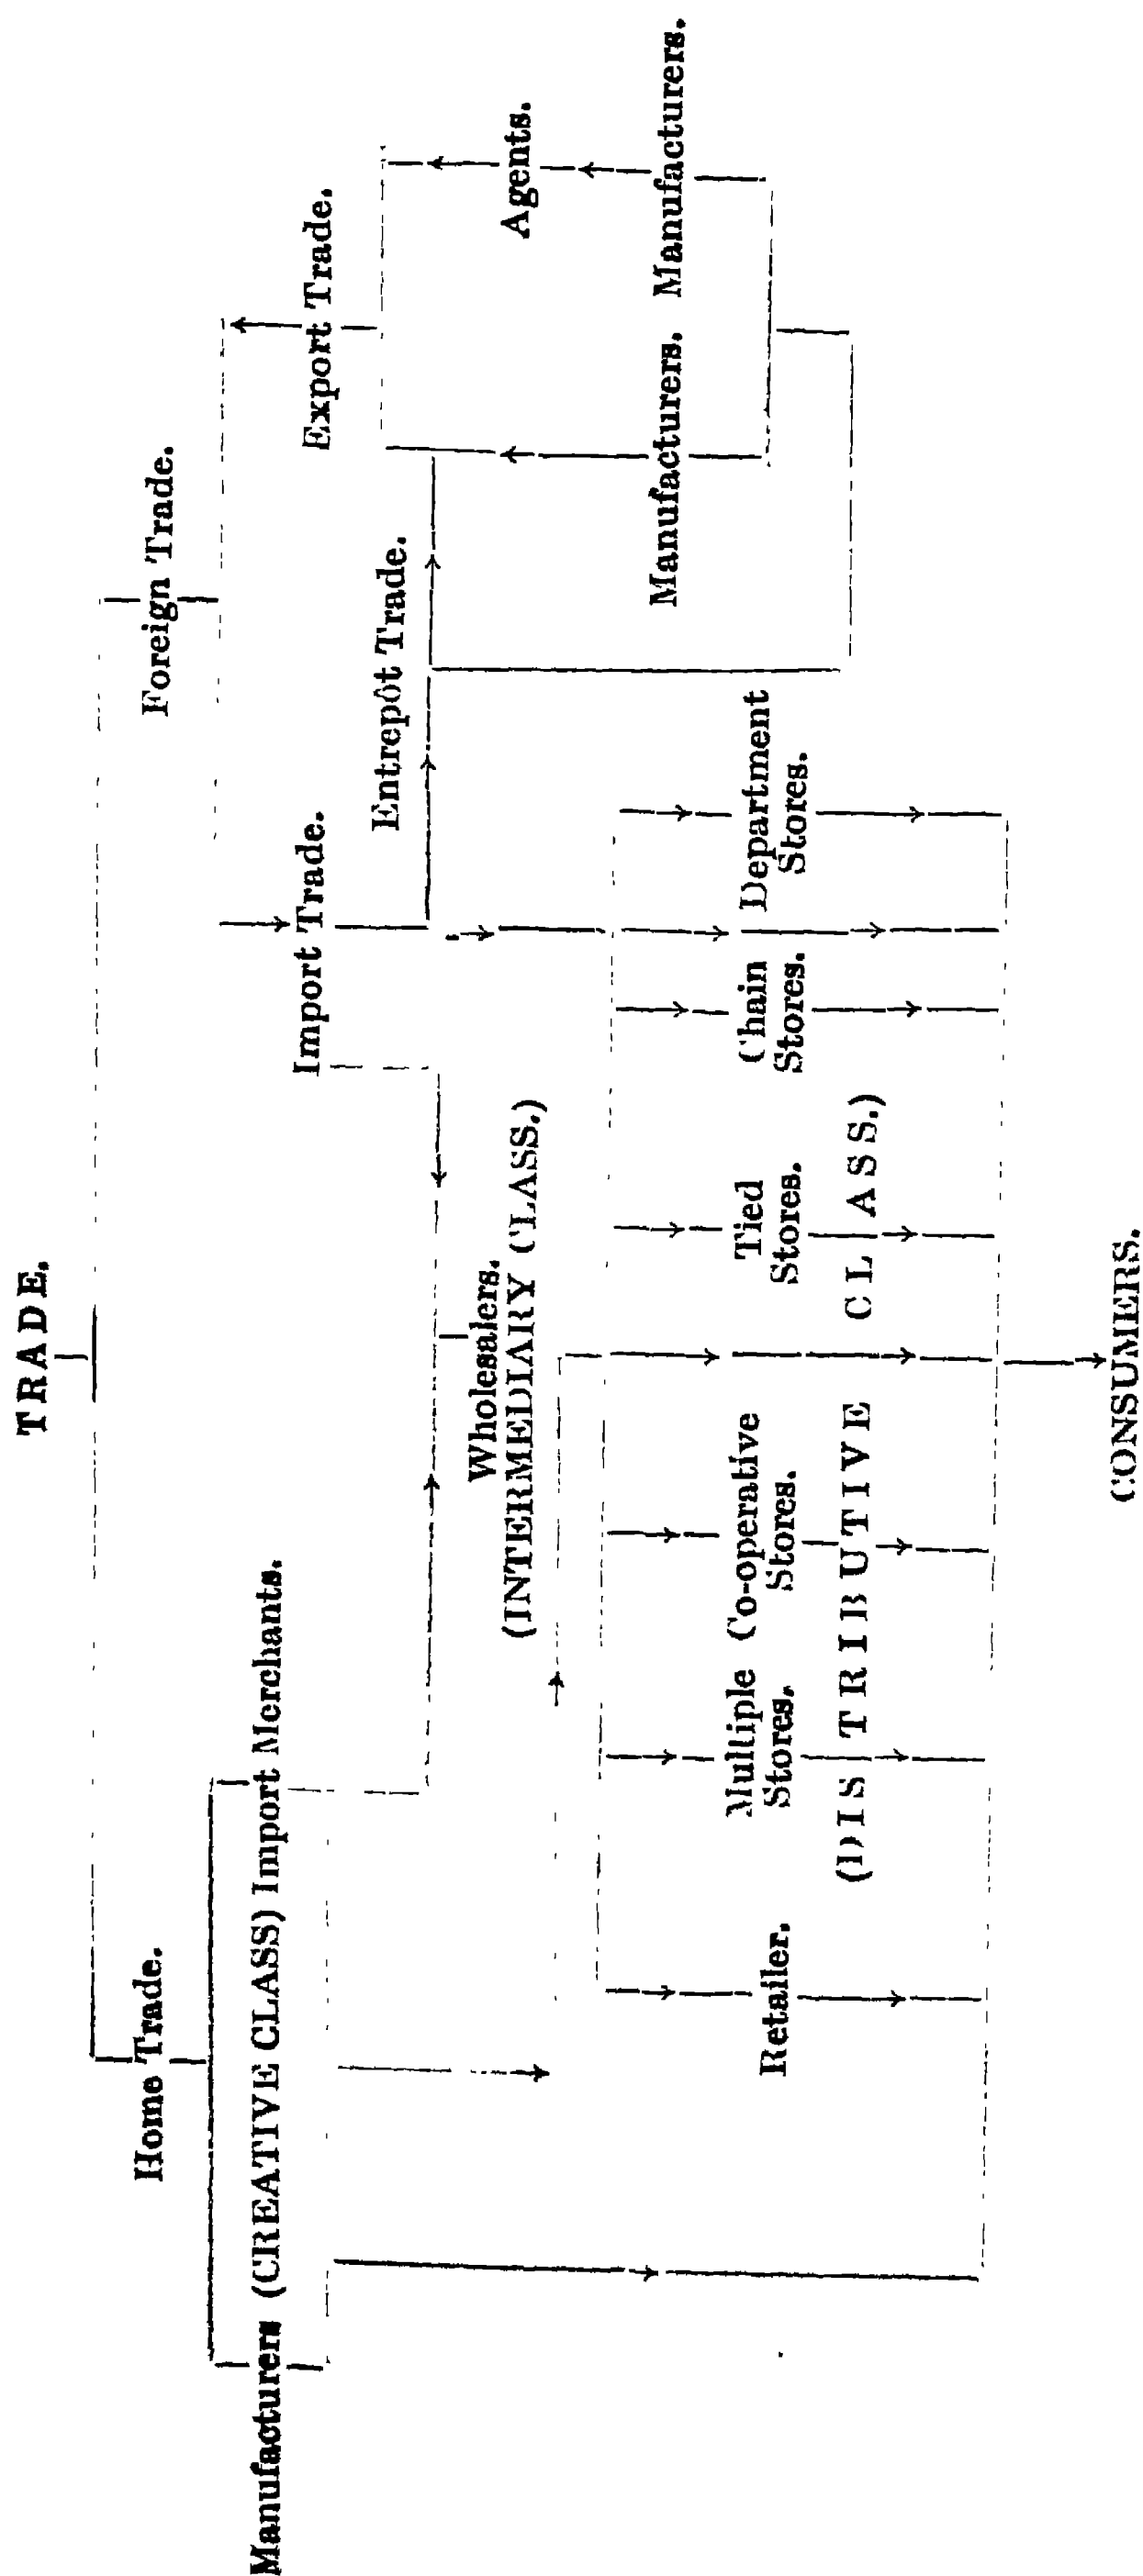 TRADE.
Home Trade.
Foreign Trade.
Manufacturers (CREATIVE CLASS) Import Merchants.
Import Trade.
Export Trade.
Entrepôt Trade.
Wholesalers.
(INTERMEDIARY CLASS.)
Agents.
Manufacturers. Manufacturers.
Retailer.
Multiple
Stores.
Co-operative
Stores.
Tied
Stores.
Chain
Stores.
Department
Stores.
(DISTRIBUTIVE CLASS.)
CONSUMERS.